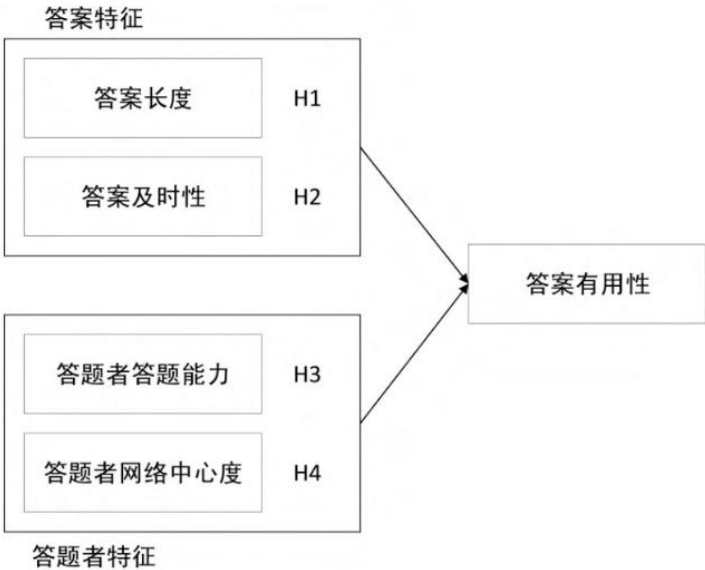 答案特征
答案长度 H1
答案及时性 H2
答案有用性
答题者答题能力 H3
答题者网络中心度 H4
答题者特征